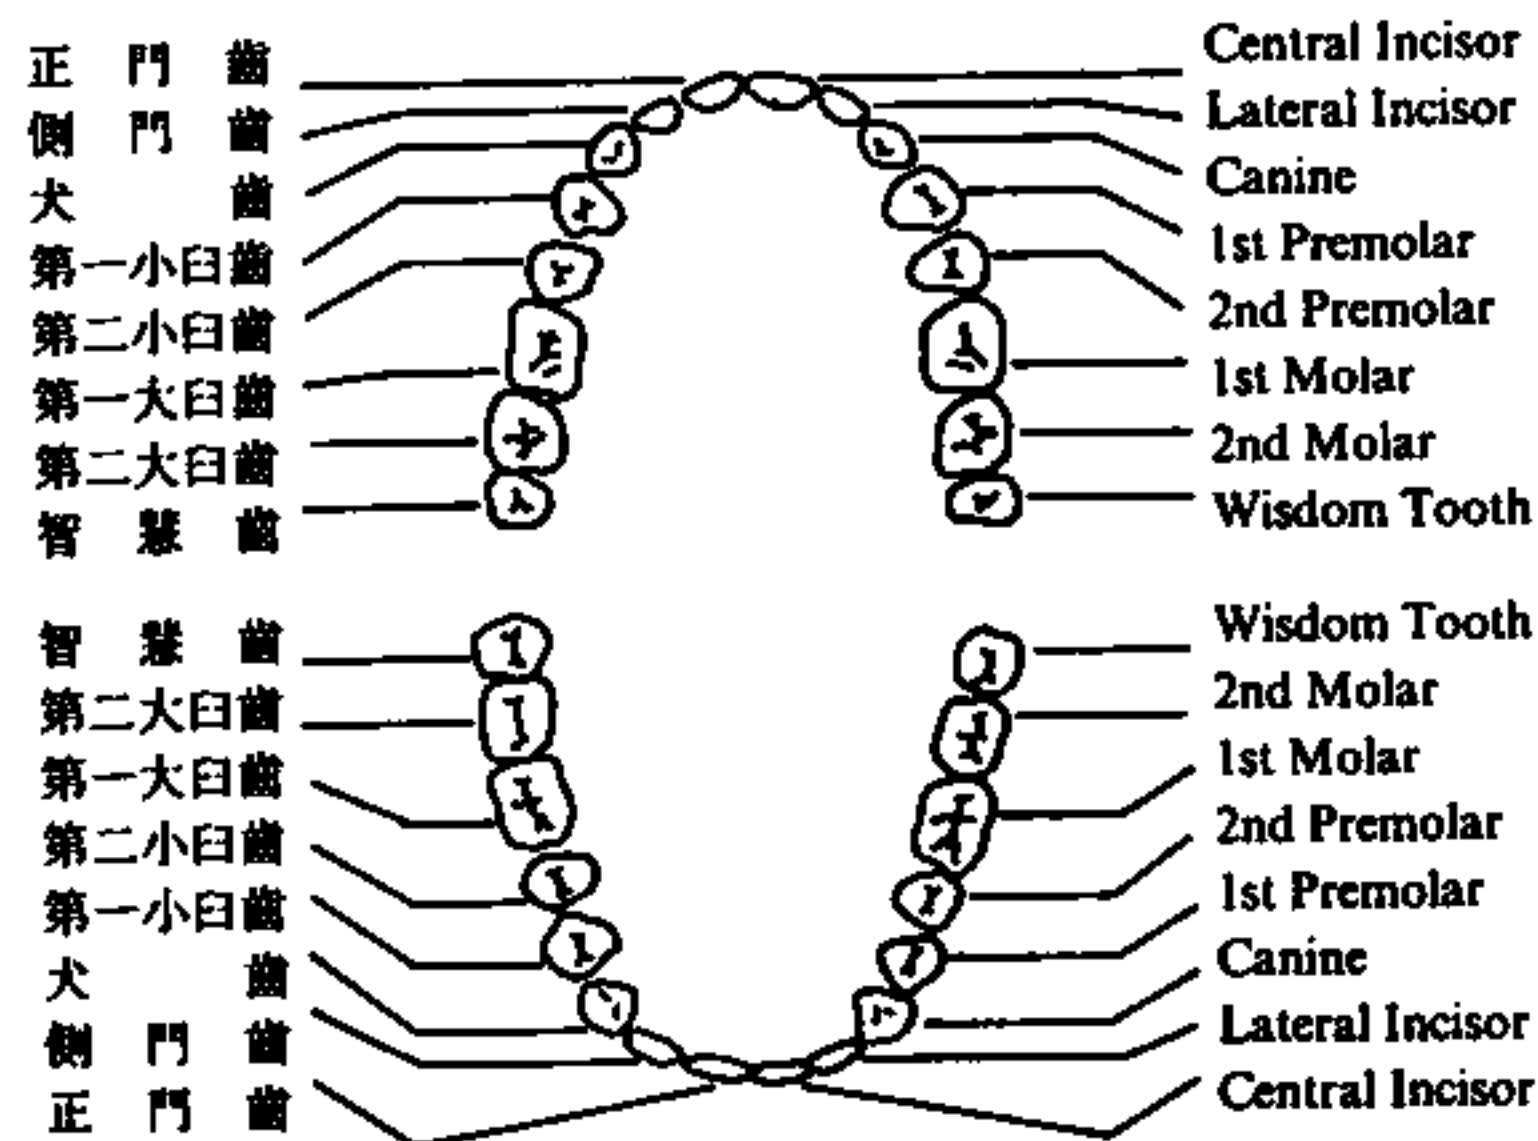 正門齒
側門齒
犬齒
第一小臼齒
第二小臼齒
第一大臼齒
第二大臼齒
智慧齒
智慧齒
第二大臼齒
第一大臼齒
第二小臼齒
第一小臼齒
犬齒
側門齒
正門齒
Central Incisor
Lateral Incisor
Canine
1st Premolar
2nd Premolar
1st Molar
2nd Molar
Wisdom Tooth
Wisdom Tooth
2nd Molar
1st Molar
2nd Premolar
1st Premolar
Canine
Lateral Incisor
Central Incisor